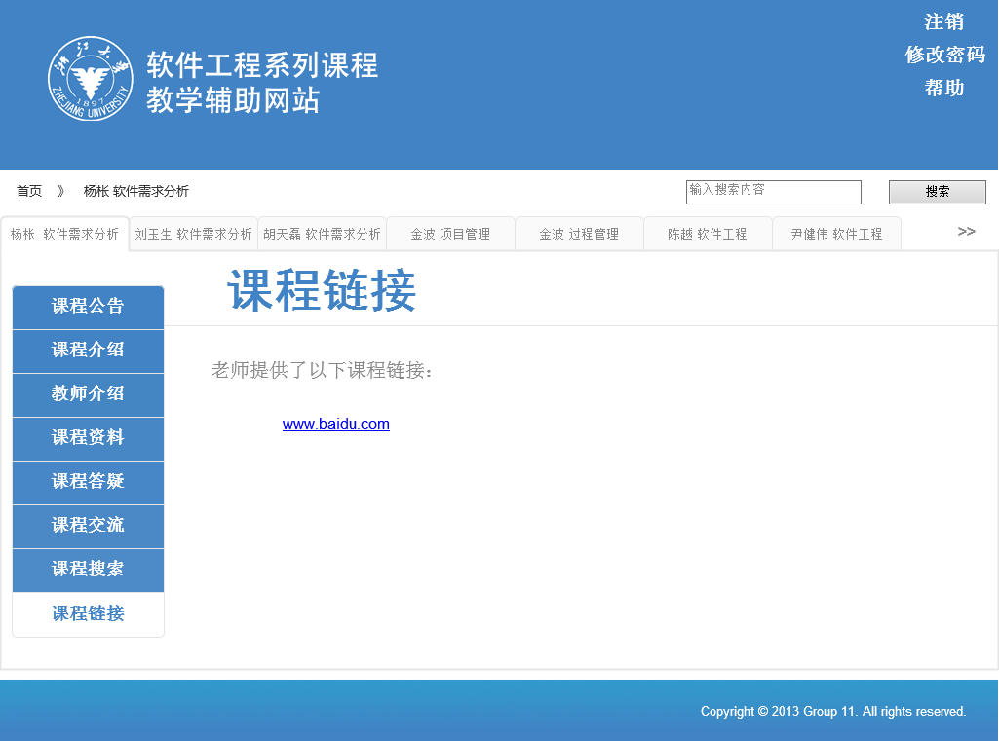 注销
修改密码
帮助
浙江大学
ZHEJIANG UNIVERSITY
1897
软件工程系列课程
教学辅助网站
首页 》 杨枨 软件需求分析
输入搜索内容
搜索
杨枨 软件需求分析
刘玉生 软件需求分析
胡天磊 软件需求分析
金波 项目管理
金波 过程管理
陈越 软件工程
尹健伟 软件工程
>>
课程公告
课程介绍
教师介绍
课程资料
课程答疑
课程交流
课程搜索
课程链接
课程链接
老师提供了以下课程链接：
www.baidu.com
Copyright © 2013 Group 11. All rights reserved.